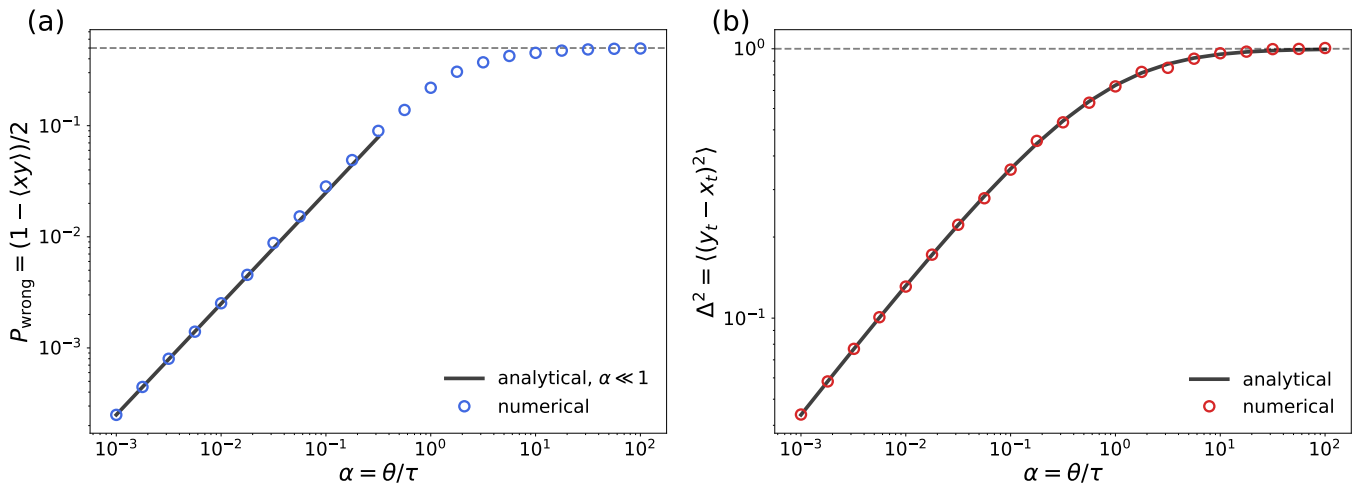 (a)
P_wrong = (1 − ⟨xy⟩)/2
10^−1
10^−2
10^−3
analytical, α ≪ 1
numerical
10^−3 10^−2 10^−1 10^0 10^1 10^2
α = θ/τ
(b)
Δ² = ⟨(y_t − x_t)²⟩
10^0
10^−1
analytical
numerical
10^−3 10^−2 10^−1 10^0 10^1 10^2
α = θ/τ